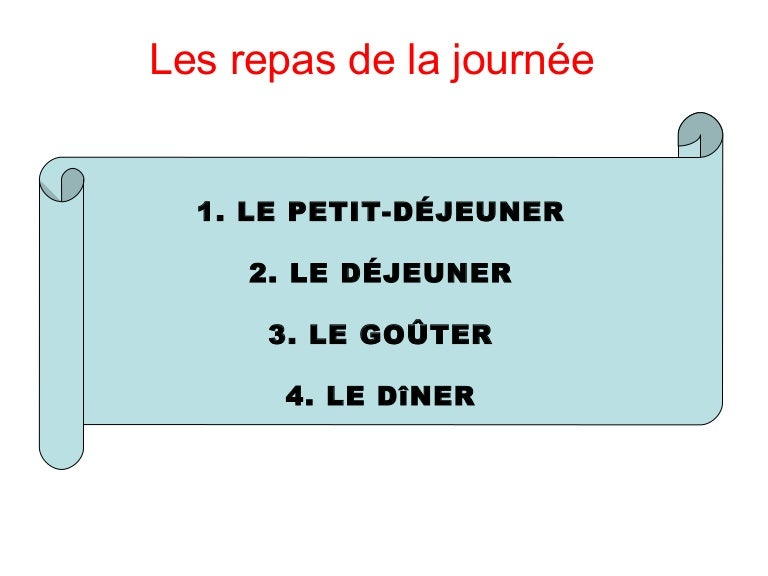 Les repas de la journée
1. LE PETIT-DÉJEUNER
2. LE DÉJEUNER
3. LE GOÛTER
4. LE DîNER